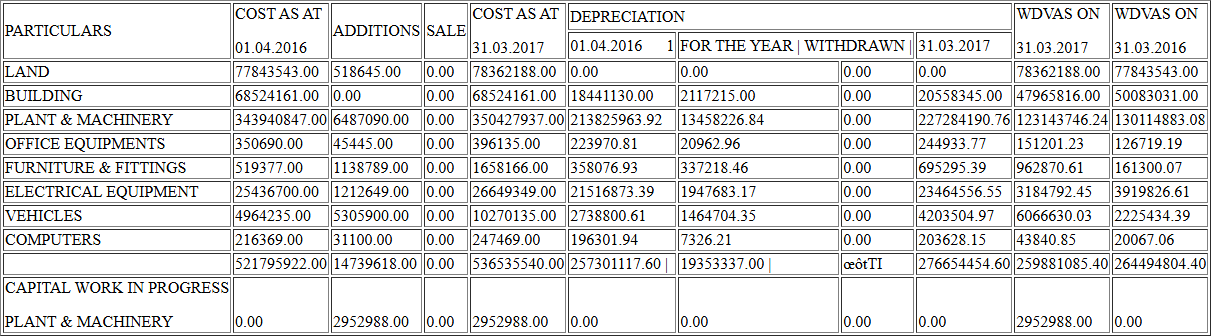 PARTICULARS COST AS AT 01.04.2016 ADDITIONS SALE COST AS AT 31.03.2017 DEPRECIATION WDVAS ON 31.03.2017 WDVAS ON 31.03.2016
01.04.2016 1 FOR THE YEAR | WITHDRAWN | 31.03.2017
LAND 77843543.00 518645.00 0.00 78362188.00 0.00 0.00 0.00 0.00 78362188.00 77843543.00
BUILDING 68524161.00 0.00 0.00 68524161.00 18441130.00 2117215.00 0.00 20558345.00 47965816.00 50083031.00
PLANT & MACHINERY 343940847.00 6487090.00 0.00 350427937.00 213825963.92 13458226.84 0.00 227284190.76 123143746.24 130114883.08
OFFICE EQUIPMENTS 350690.00 45445.00 0.00 396135.00 223970.81 20962.96 0.00 244933.77 151201.23 126719.19
FURNITURE & FITTINGS 519377.00 1138789.00 0.00 1658166.00 358076.93 337218.46 0.00 695295.39 962870.61 161300.07
ELECTRICAL EQUIPMENT 25436700.00 1212649.00 0.00 26649349.00 21516873.39 1947683.17 0.00 23464556.55 3184792.45 3919826.61
VEHICLES 4964235.00 5305900.00 0.00 10270135.00 2738800.61 1464704.35 0.00 4203504.97 6066630.03 2225434.39
COMPUTERS 216369.00 31100.00 0.00 247469.00 196301.94 7326.21 0.00 203628.15 43840.85 20067.06
521795922.00 14739618.00 0.00 536535540.00 257301117.60 | 19353337.00 | œôtTI 276654454.60 259881085.40 264494804.40
CAPITAL WORK IN PROGRESS
PLANT & MACHINERY 0.00 2952988.00 0.00 2952988.00 0.00 0.00 0.00 0.00 2952988.00 0.00